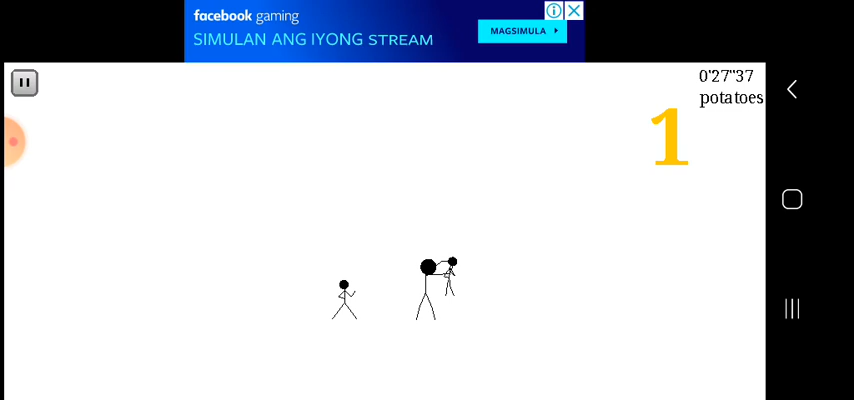 facebook gaming
SIMULAN ANG IYONG STREAM
MAGSIMULA
0'27"37
potatoes
1